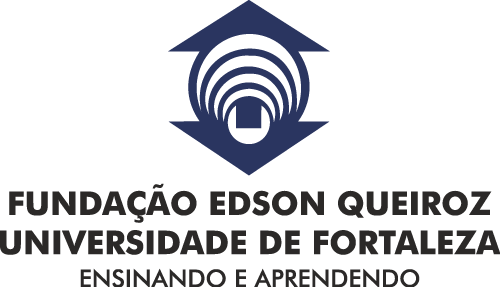 FUNDAÇÃO EDSON QUEIROZ
UNIVERSIDADE DE FORTALEZA
ENSINANDO E APRENDENDO